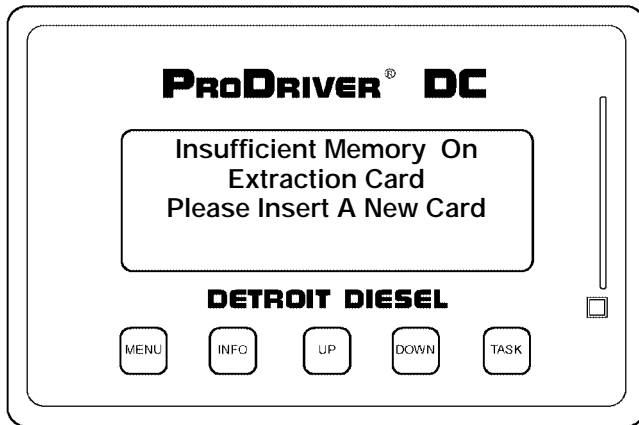 PRODRIVER® DC
Insufficient Memory On
Extraction Card
Please Insert A New Card
DETROIT DIESEL
MENU INFO UP DOWN TASK